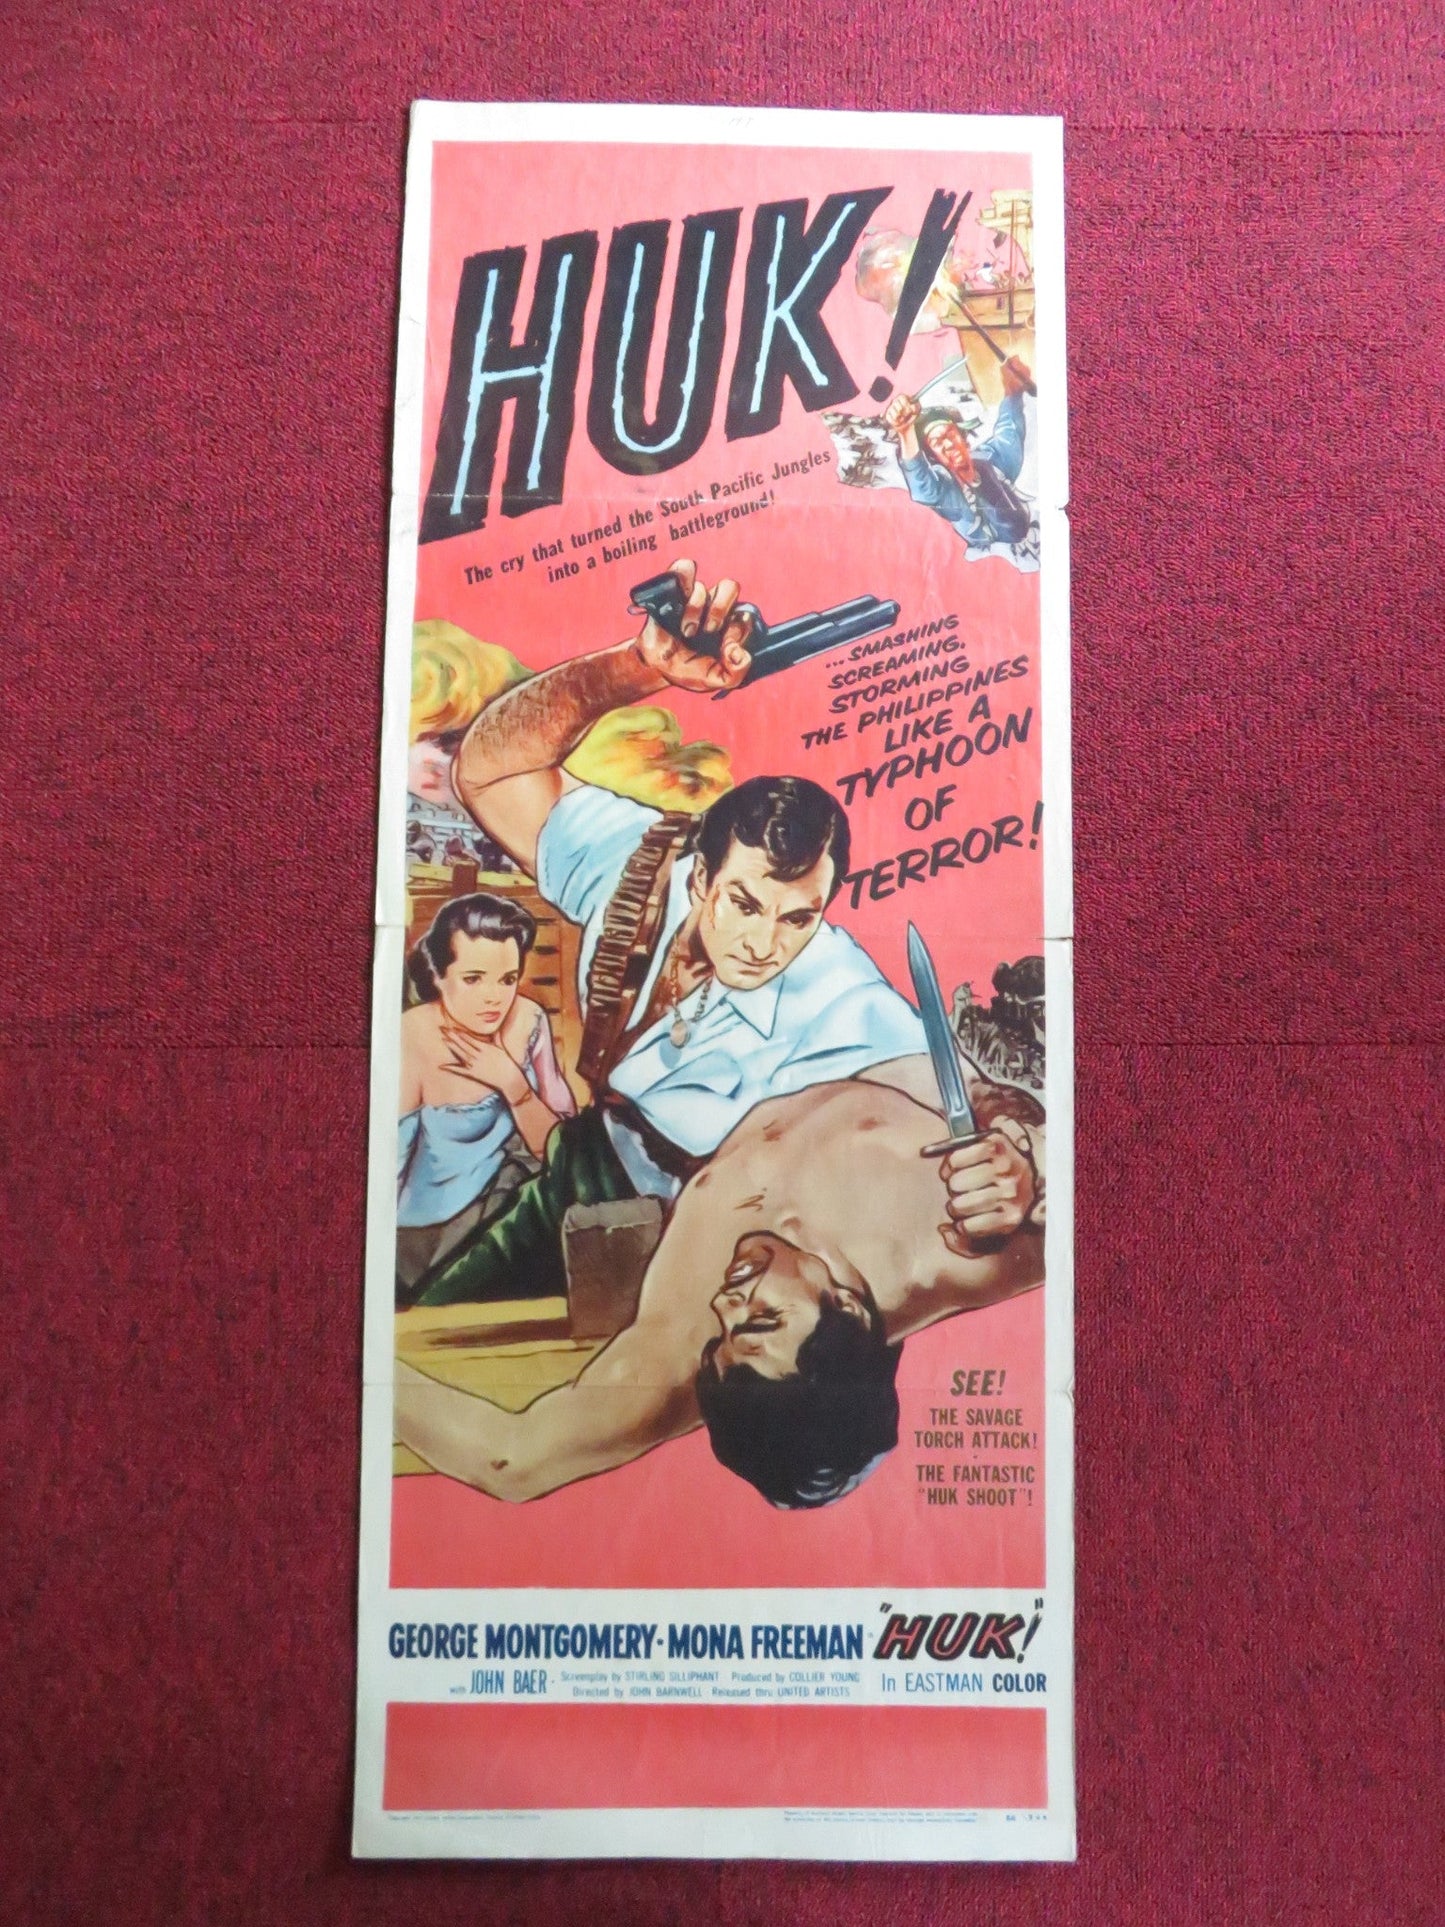 HUK!
The cry that turned the South Pacific Jungles
into a boiling battleground!
...SMASHING
SCREAMING,
STORMING
THE PHILIPPINES
LIKE A
TYPHOON
OF
TERROR!
SEE!
THE SAVAGE
TORCH ATTACK!
THE FANTASTIC
"HUK SHOOT"!
GEORGE MONTGOMERY · MONA FREEMAN in "HUK!"
with JOHN BAER · Screenplay by STIRLING SILLIPHANT · Produced by COLLIER YOUNG
Directed by JOHN BARNWELL · Released thru UNITED ARTISTS
In EASTMAN COLOR